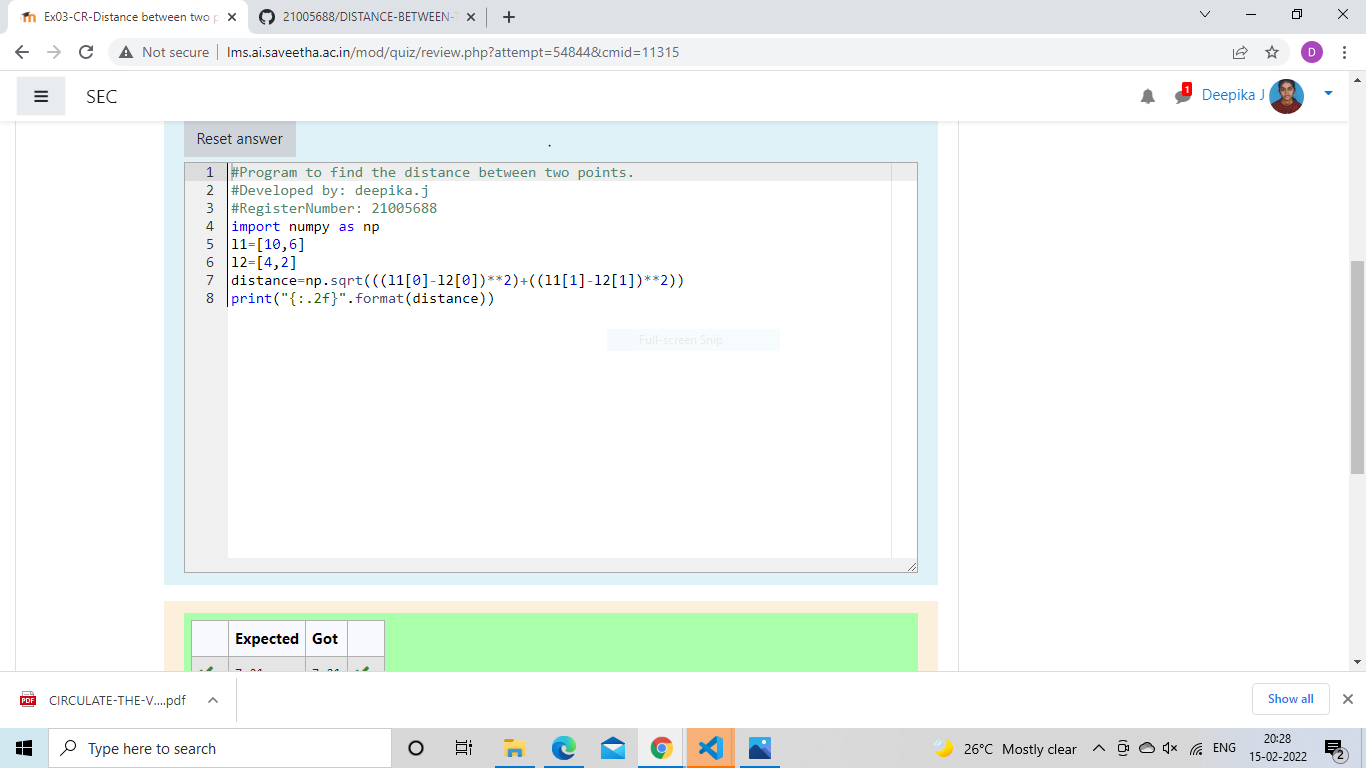 Ex03-CR-Distance between two p
21005688/DISTANCE-BETWEEN-T
Not secure
lms.ai.saveetha.ac.in/mod/quiz/review.php?attempt=54844&cmid=11315
D
SEC
1
Deepika J
Reset answer
1 #Program to find the distance between two points.
2 #Developed by: deepika.j
3 #RegisterNumber: 21005688
4 import numpy as np
5 l1=[10,6]
6 l2=[4,2]
7 distance=np.sqrt(((l1[0]-l2[0])**2)+((l1[1]-l2[1])**2))
8 print("{:.2f}".format(distance))
Full-screen Snip
Expected Got
PDF CIRCULATE-THE-V....pdf
Show all
Type here to search
26°C Mostly clear
ENG
20:28
15-02-2022
2